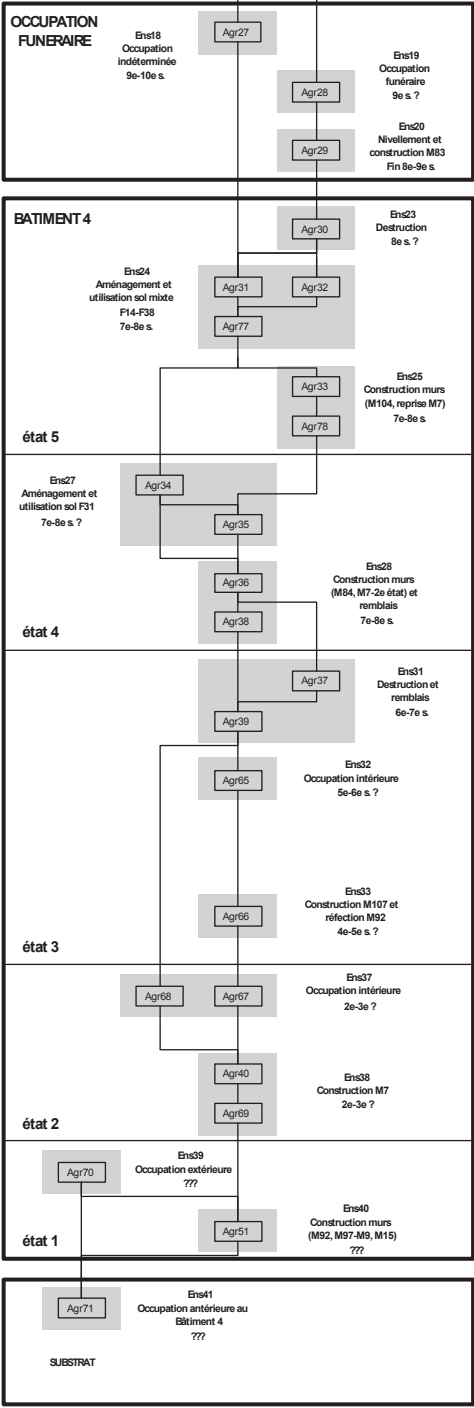 OCCUPATION
FUNERAIRE
Ens18
Occupation
indéterminée
9e-10e s.
Agr27
Ens19
Occupation
funéraire
9e s. ?
Agr28
Ens20
Nivellement et
construction M83
Fin 8e-9e s.
Agr29
BATIMENT 4
Agr30
Ens23
Destruction
8e s. ?
Ens24
Aménagement et
utilisation sol mixte
F14-F38
7e-8e s.
Agr31
Agr32
Agr77
Agr33
Ens25
Construction murs
(M104, reprise M7)
7e-8e s.
Agr78
état 5
Ens27
Aménagement et
utilisation sol F31
7e-8e s. ?
Agr34
Agr35
Agr36
Agr38
Ens28
Construction murs
(M84, M7-2e état) et
remblais
7e-8e s.
état 4
Agr37
Ens31
Destruction et
remblais
6e-7e s.
Agr39
Agr65
Ens32
Occupation intérieure
5e-6e s. ?
Agr66
Ens33
Construction M107 et
réfection M92
4e-5e s. ?
état 3
Agr68
Agr67
Ens37
Occupation intérieure
2e-3e ?
Agr40
Agr69
Ens38
Construction M7
2e-3e ?
état 2
Agr70
Ens39
Occupation extérieure
???
Agr51
Ens40
Construction murs
(M92, M97-M9, M15)
???
état 1
Agr71
Ens41
Occupation antérieure au
Bâtiment 4
???
SUBSTRAT